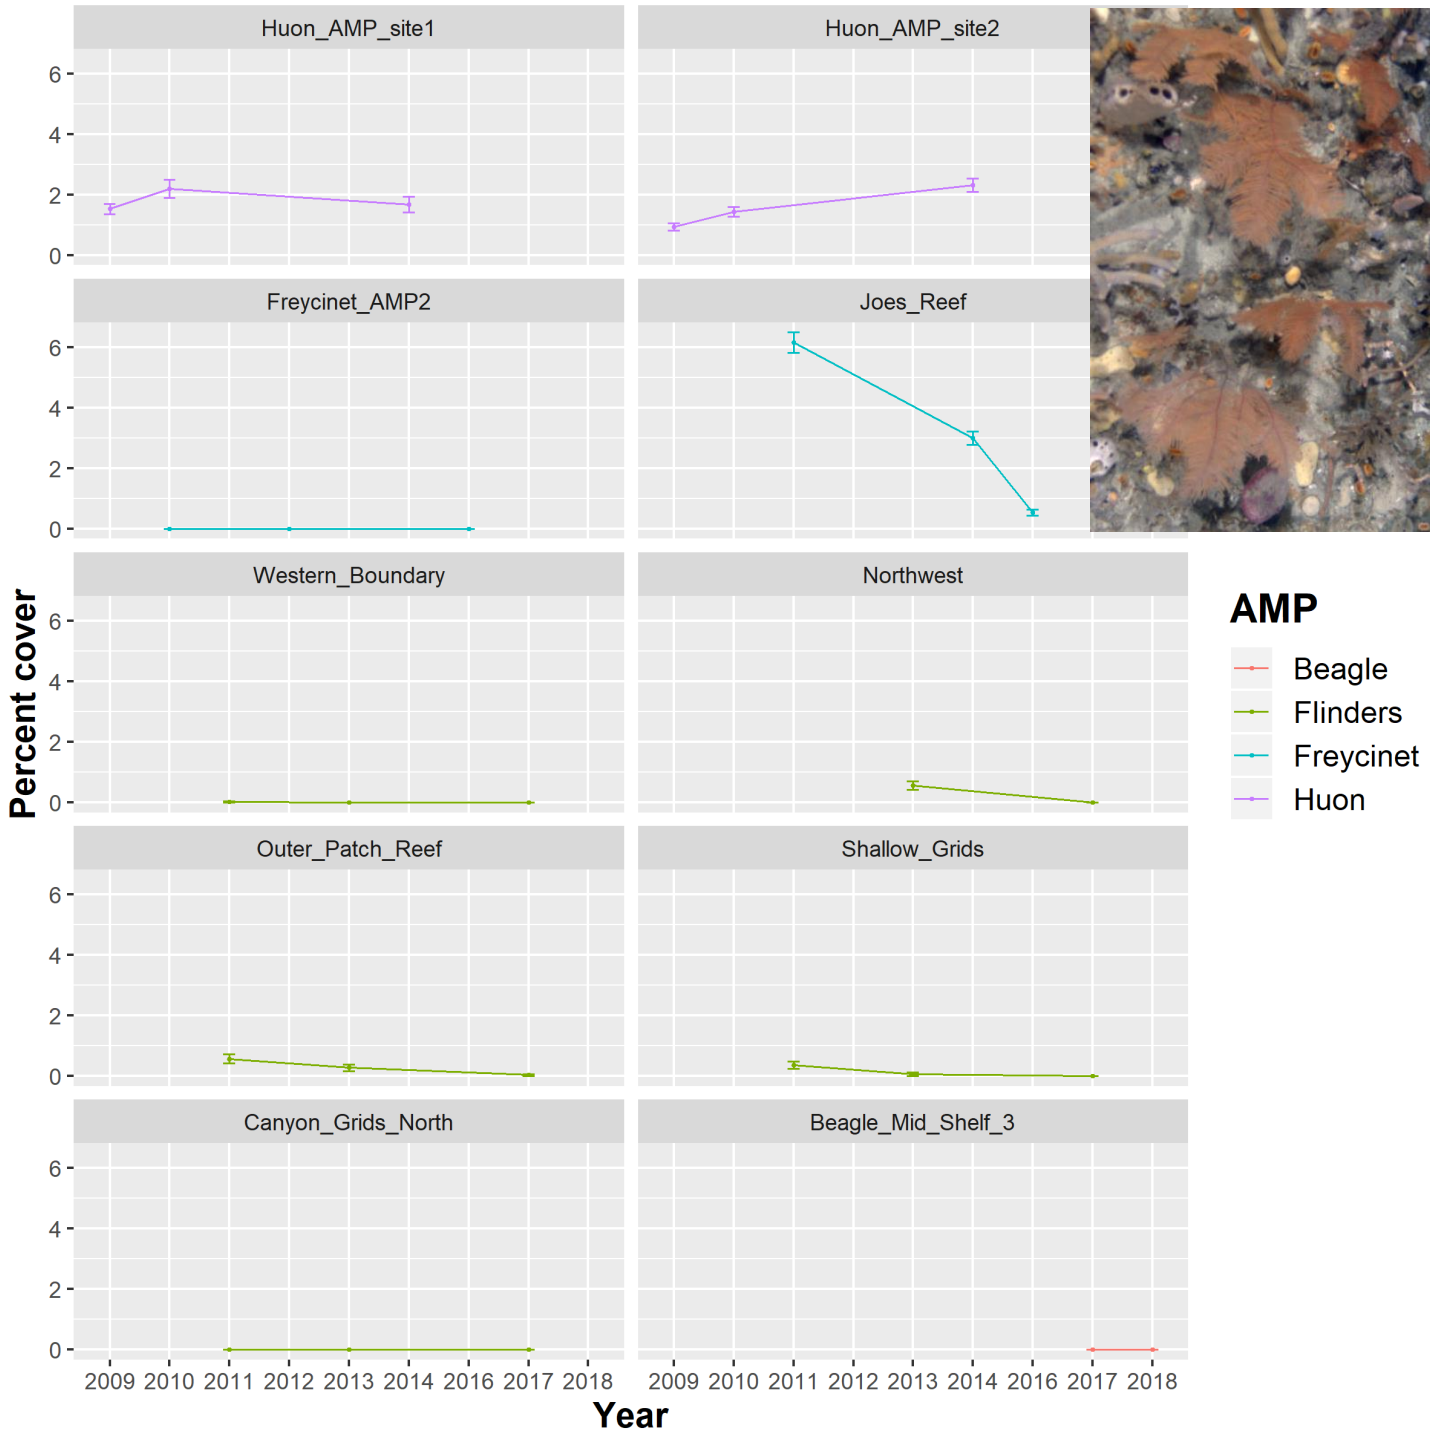 Huon_AMP_site1
Huon_AMP_site2
6
4
2
0
Freycinet_AMP2
Joes_Reef
6
4
2
0
Western_Boundary
Northwest
6
4
2
0
Outer_Patch_Reef
Shallow_Grids
6
4
2
0
Canyon_Grids_North
Beagle_Mid_Shelf_3
6
4
2
0
2009 2010 2011 2012 2013 2014 2016 2017 2018
2009 2010 2011 2012 2013 2014 2016 2017 2018
Percent cover
Year
AMP
Beagle
Flinders
Freycinet
Huon